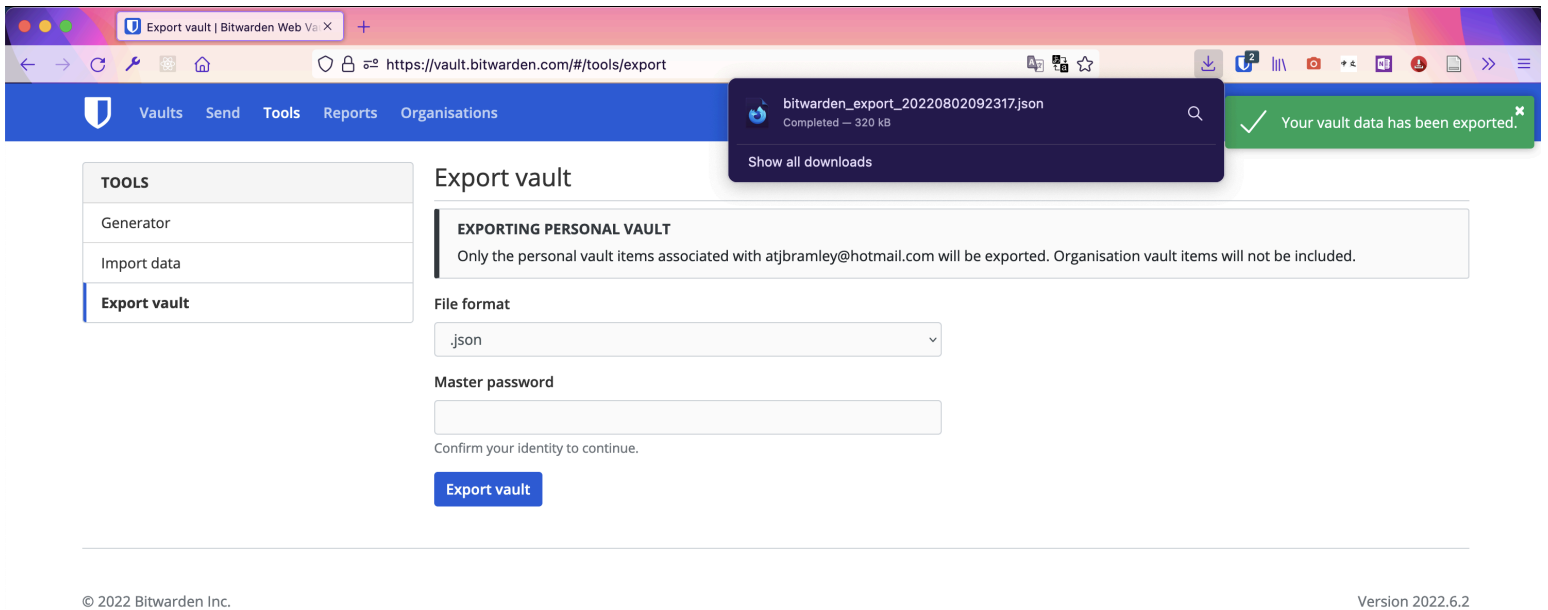 Export vault | Bitwarden Web Va
https://vault.bitwarden.com/#/tools/export
2
Vaults Send Tools Reports Organisations
bitwarden_export_20220802092317.json
Completed — 320 kB
Show all downloads
Your vault data has been exported.
TOOLS
Generator
Import data
Export vault
Export vault
EXPORTING PERSONAL VAULT
Only the personal vault items associated with atjbramley@hotmail.com will be exported. Organisation vault items will not be included.
File format
.json
Master password
Confirm your identity to continue.
Export vault
© 2022 Bitwarden Inc.
Version 2022.6.2